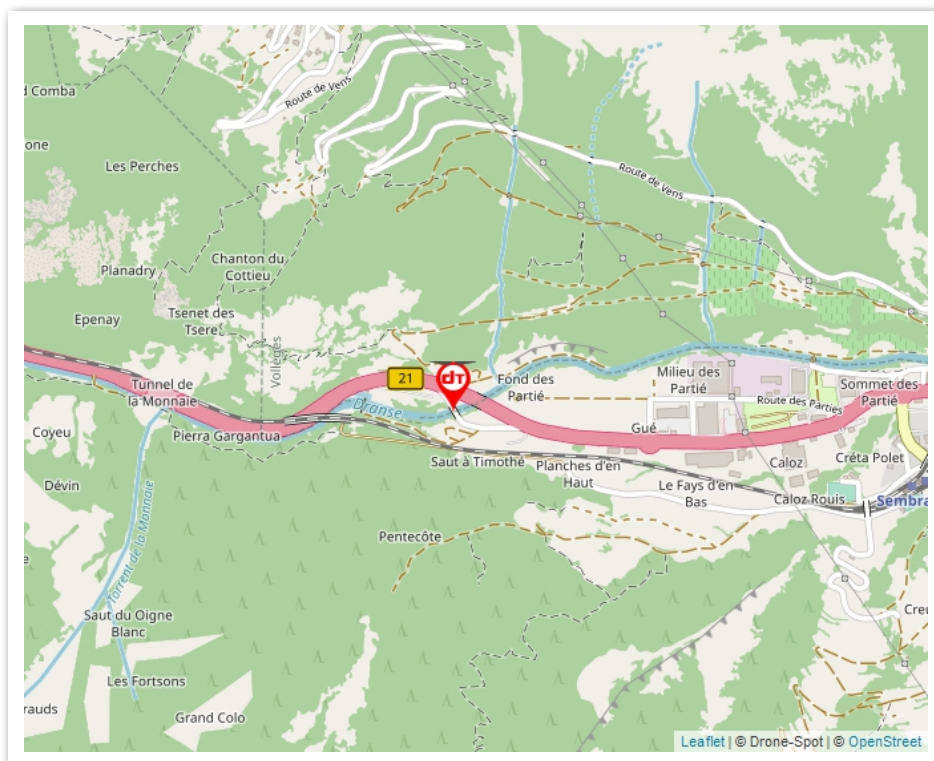 d Comba
Route de Vens
one
Les Perches
Route de Vens
Chanton du
Cottieu
Planadry
Tsenet des
Tsere
Epenay
Vollèges
Tunnel de
la Monnaie
21
dT
Dranse
Fond des
Partié
Milieu des
Partié
Sommet des
Partié
Route des Parties
Pierra Gargantua
Gué
Coyeu
Saut à Timothé
Planches d'en
Haut
Caloz
Créta Polet
Dévin
Le Fays d'en
Bas
Caloz Rouis
Sembra
Torrent de la Monnaie
Pentecôte
Saut du Oigne
Blanc
Creu
Les Fortsons
rauds
Grand Colo
Leaflet | © Drone-Spot | © OpenStreet